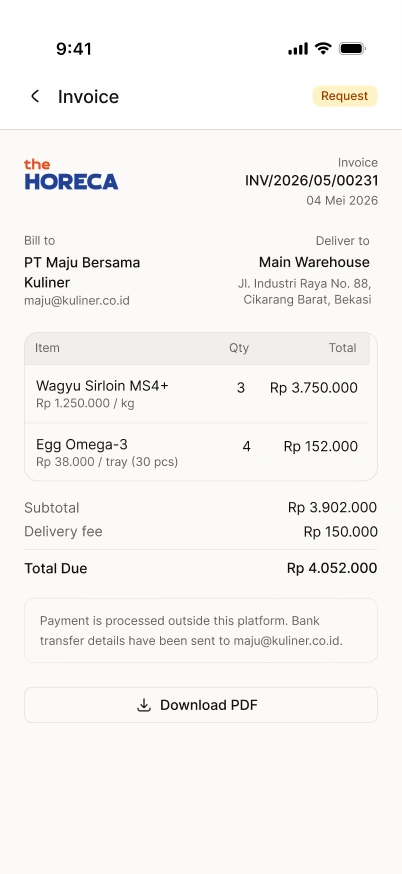 9:41
Invoice
Request
the
HORECA
Invoice
INV/2026/05/00231
04 Mei 2026
Bill to
PT Maju Bersama
Kuliner
maju@kuliner.co.id
Deliver to
Main Warehouse
Jl. Industri Raya No. 88,
Cikarang Barat, Bekasi
Item Qty Total
Wagyu Sirloin MS4+ 3 Rp 3.750.000
Rp 1.250.000 / kg
Egg Omega-3 4 Rp 152.000
Rp 38.000 / tray (30 pcs)
Subtotal Rp 3.902.000
Delivery fee Rp 150.000
Total Due Rp 4.052.000
Payment is processed outside this platform. Bank
transfer details have been sent to maju@kuliner.co.id.
Download PDF